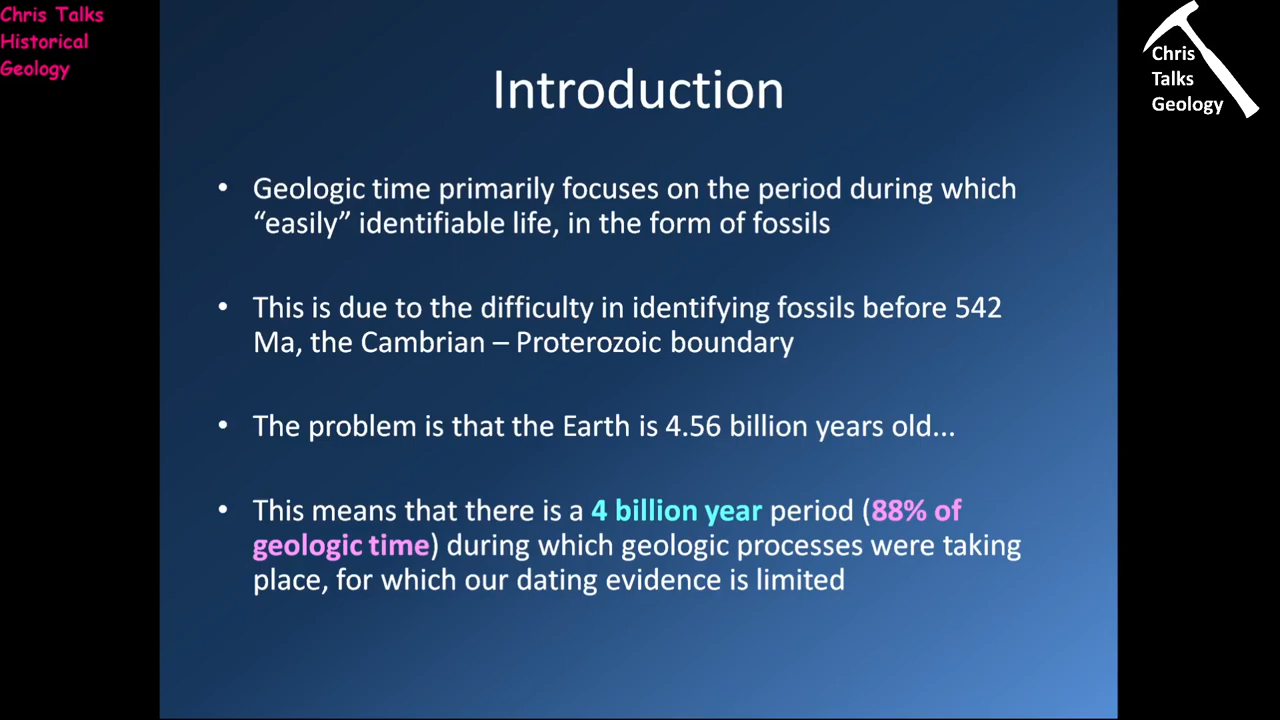 Chris Talks
Historical
Geology
Chris
Talks
Geology
Introduction
• Geologic time primarily focuses on the period during which
“easily” identifiable life, in the form of fossils
• This is due to the difficulty in identifying fossils before 542
Ma, the Cambrian – Proterozoic boundary
• The problem is that the Earth is 4.56 billion years old...
• This means that there is a 4 billion year period (88% of
geologic time) during which geologic processes were taking
place, for which our dating evidence is limited